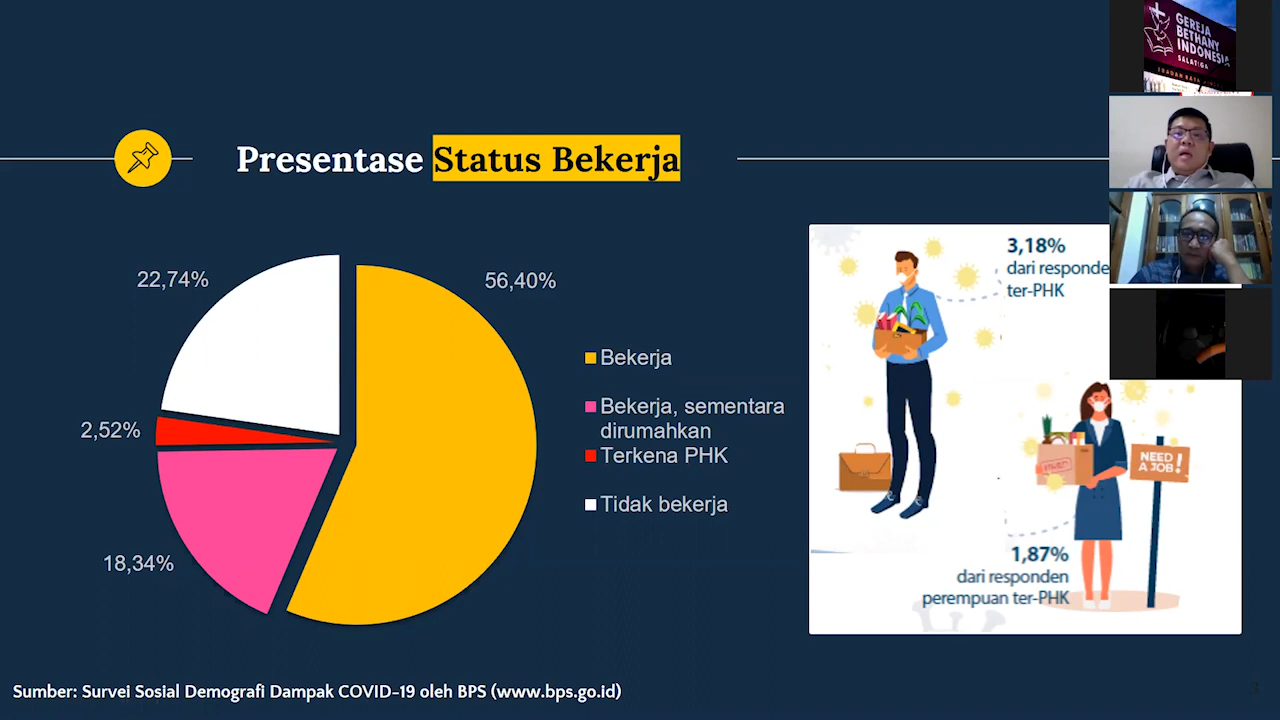 GEREJA
BETHANY
INDONESIA
SALATIGA
Presentase Status Bekerja
22,74%
56,40%
2,52%
18,34%
Bekerja
Bekerja, sementara
dirumahkan
Terkena PHK
Tidak bekerja
3,18%
dari responde
ter-PHK
NEED
A JOB!
1,87%
dari responden
perempuan ter-PHK
Sumber: Survei Sosial Demografi Dampak COVID-19 oleh BPS (www.bps.go.id)
3